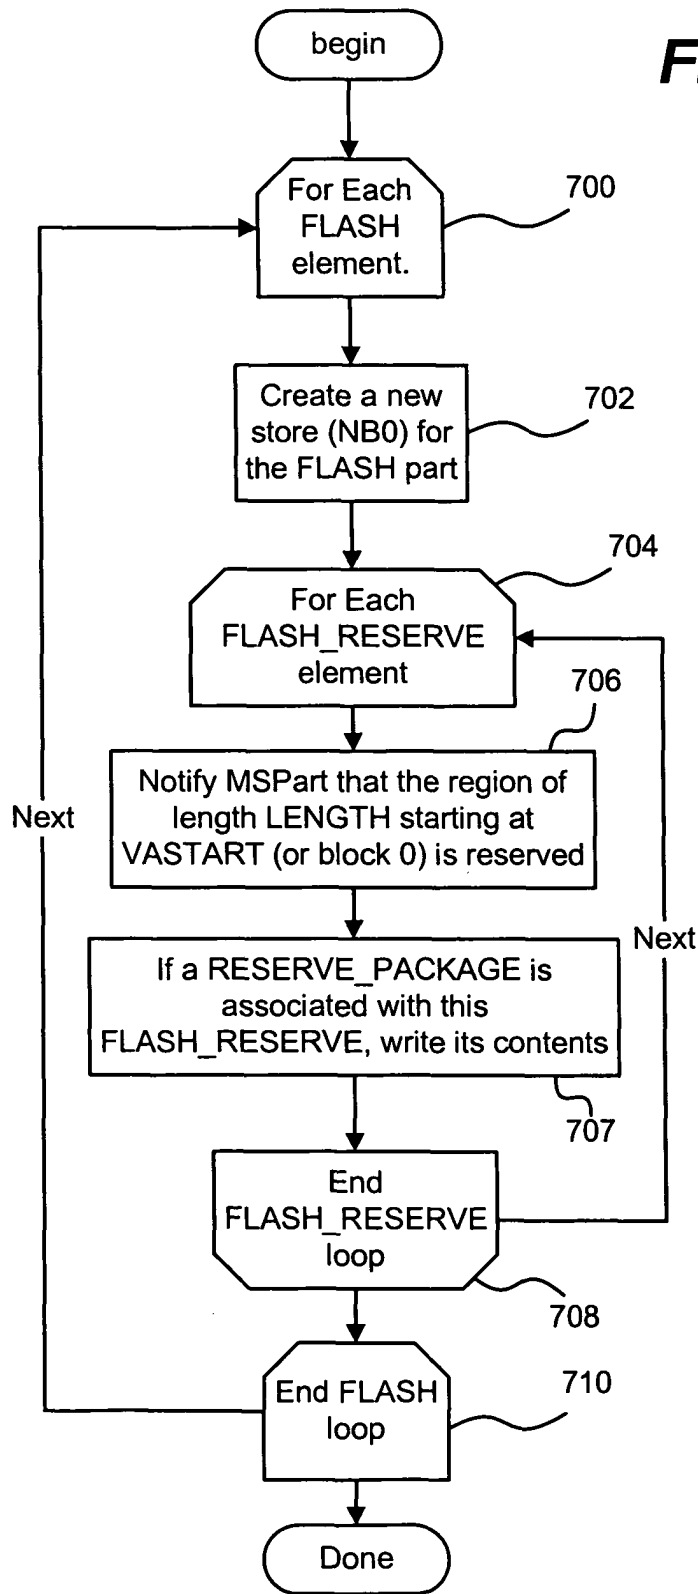 begin
For Each
FLASH
element.
700
Create a new
store (NB0) for
the FLASH part
702
704
For Each
FLASH_RESERVE
element
706
Notify MSPart that the region of
length LENGTH starting at
VASTART (or block 0) is reserved
Next
If a RESERVE_PACKAGE is
associated with this
FLASH_RESERVE, write its contents
Next
707
End
FLASH_RESERVE
loop
708
End FLASH
loop
710
Done